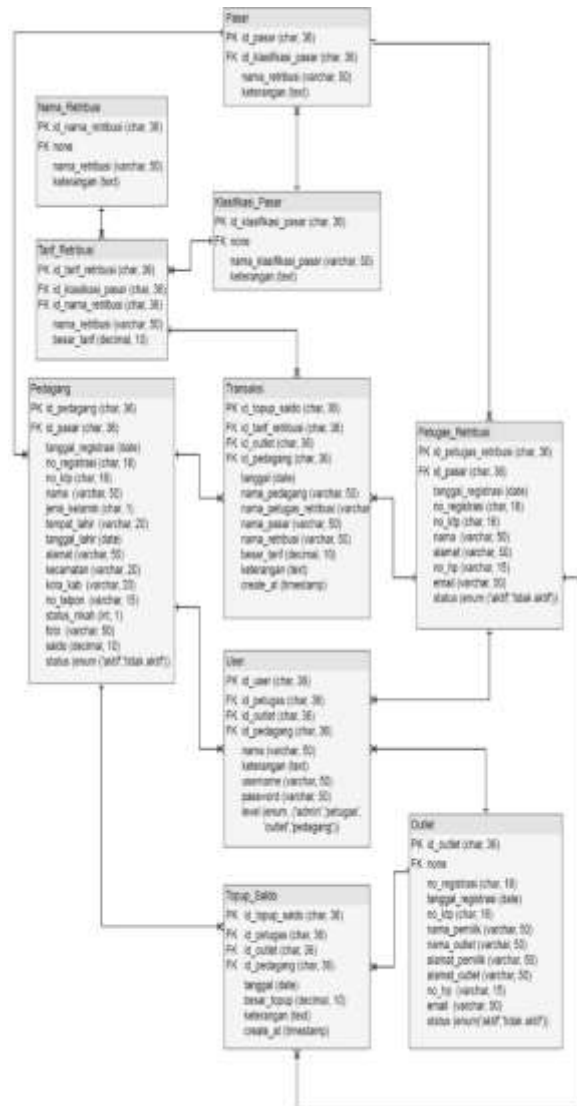 Pasar
PK id_pasar (char, 36)
FK id_klasifikasi_pasar (char, 36)
nama_retribusi (varchar, 50)
keterangan (text)
Nama_Retribusi
PK id_nama_retribusi (char, 36)
FK none
nama_retribusi (varchar, 50)
keterangan (text)
Klasifikasi_Pasar
PK id_klasifikasi_pasar (char, 36)
FK none
nama_klasifikasi_pasar (varchar, 50)
keterangan (text)
Tarif_Retribusi
PK id_tarif_retribusi (char, 36)
FK id_klasifikasi_pasar (char, 36)
FK id_nama_retribusi (char, 36)
nama_retribusi (varchar, 50)
besar_tarif (decimal, 10)
Pedagang
PK id_pedagang (char, 36)
FK id_pasar (char, 36)
tanggal_registrasi (date)
no_registrasi (char, 18)
no_ktp (char, 16)
nama (varchar, 50)
jenis_kelamin (char, 1)
tempat_lahir (varchar, 20)
tanggal_lahir (date)
alamat (varchar, 50)
kecamatan (varchar, 20)
kota_kab (varchar, 20)
no_telpon (varchar, 15)
status_nikah (int, 1)
foto (varchar, 50)
saldo (decimal, 10)
status (enum ('aktif','tidak aktif'))
Transaksi
PK id_topup_saldo (char, 36)
FK id_tarif_retribusi (char, 36)
FK id_outlet (char, 36)
FK id_pedagang (char, 36)
tanggal (date)
nama_pedagang (varchar, 50)
nama_petugas_retribusi (varchar
nama_pasar (varchar, 50)
nama_retribusi (varchar, 50)
besar_tarif (decimal, 10)
keterangan (text)
create_at (timestamp)
Petugas_Retribusi
PK id_petugas_retribusi (char, 36)
FK id_pasar (char, 36)
tanggal_registrasi (date)
no_registrasi (char, 18)
no_ktp (char, 16)
nama (varchar, 50)
alamat (varchar, 50)
no_hp (varchar, 15)
email (varchar, 50)
status (enum ('aktif','tidak aktif'))
User
PK id_user (char, 36)
FK id_petugas (char, 36)
FK id_outlet (char, 36)
FK id_pedagang (char, 36)
nama (varchar, 50)
keterangan (text)
username (varchar, 50)
password (varchar, 50)
level (enum ('admin','petugas',
'outlet','pedagang'))
Outlet
PK id_outlet (char, 36)
FK none
no_registrasi (char, 18)
tanggal_registrasi (date)
no_ktp (char, 16)
nama_pemilik (varchar, 50)
nama_outlet (varchar, 50)
alamat_pemilik (varchar, 50)
alamat_outlet (varchar, 50)
no_hp (varchar, 15)
email (varchar, 50)
status (enum('aktif','tidak aktif'))
Topup_Saldo
PK id_topup_saldo (char, 36)
FK id_petugas (char, 36)
FK id_outlet (char, 36)
FK id_pedagang (char, 36)
tanggal (date)
besar_topup (decimal, 10)
keterangan (text)
create_at (timestamp)